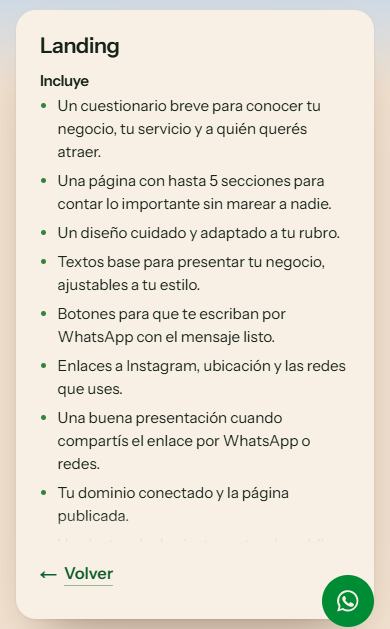 Landing
Incluye
• Un cuestionario breve para conocer tu
negocio, tu servicio y a quién querés
atraer.
• Una página con hasta 5 secciones para
contar lo importante sin marear a nadie.
• Un diseño cuidado y adaptado a tu rubro.
• Textos base para presentar tu negocio,
ajustables a tu estilo.
• Botones para que te escriban por
WhatsApp con el mensaje listo.
• Enlaces a Instagram, ubicación y las redes
que uses.
• Una buena presentación cuando
compartís el enlace por WhatsApp o
redes.
• Tu dominio conectado y la página
publicada.
← Volver